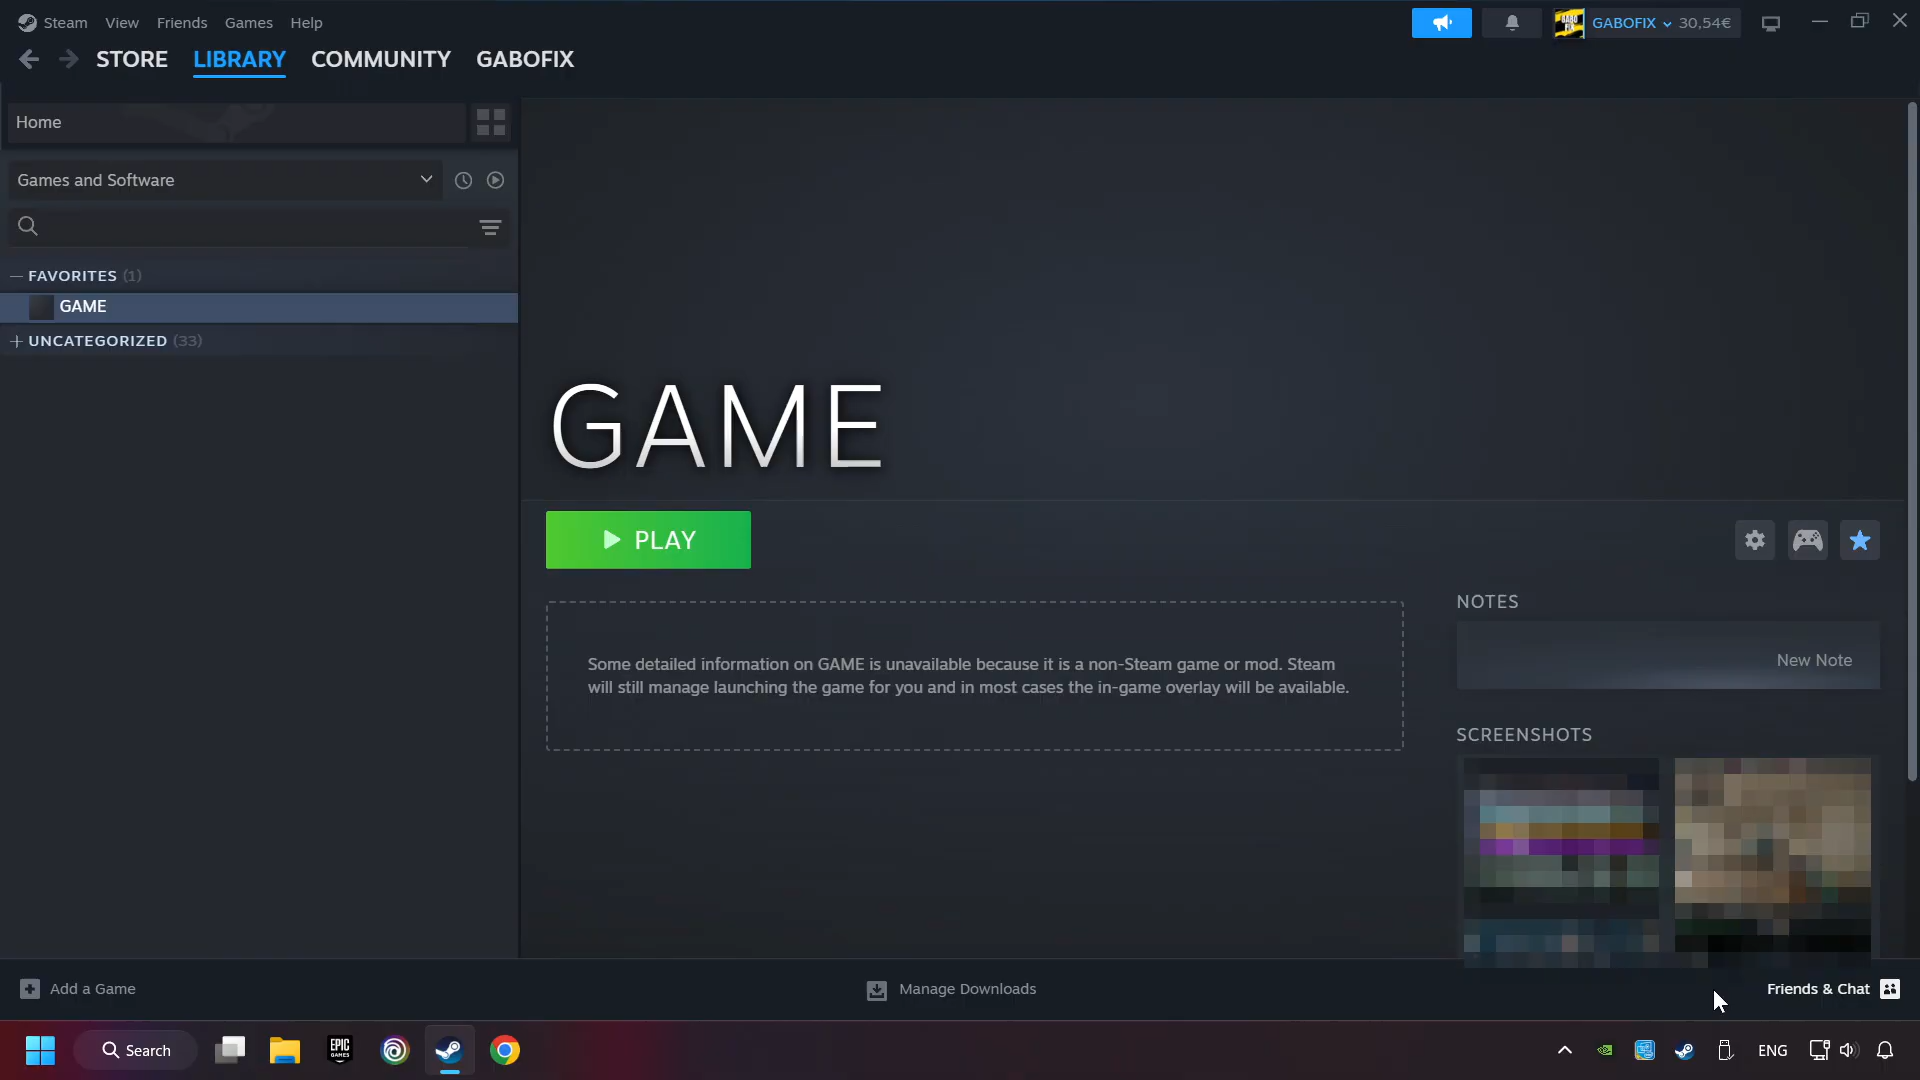 Steam View Friends Games Help
GABOFIX 30,54€
STORE LIBRARY COMMUNITY GABOFIX
Home
Games and Software
FAVORITES (1)
GAME
UNCATEGORIZED (33)
GAME
PLAY
Some detailed information on GAME is unavailable because it is a non-Steam game or mod. Steam
will still manage launching the game for you and in most cases the in-game overlay will be available.
NOTES
New Note
SCREENSHOTS
Add a Game
Manage Downloads
Friends & Chat
Search
EPIC
GAMES
ENG